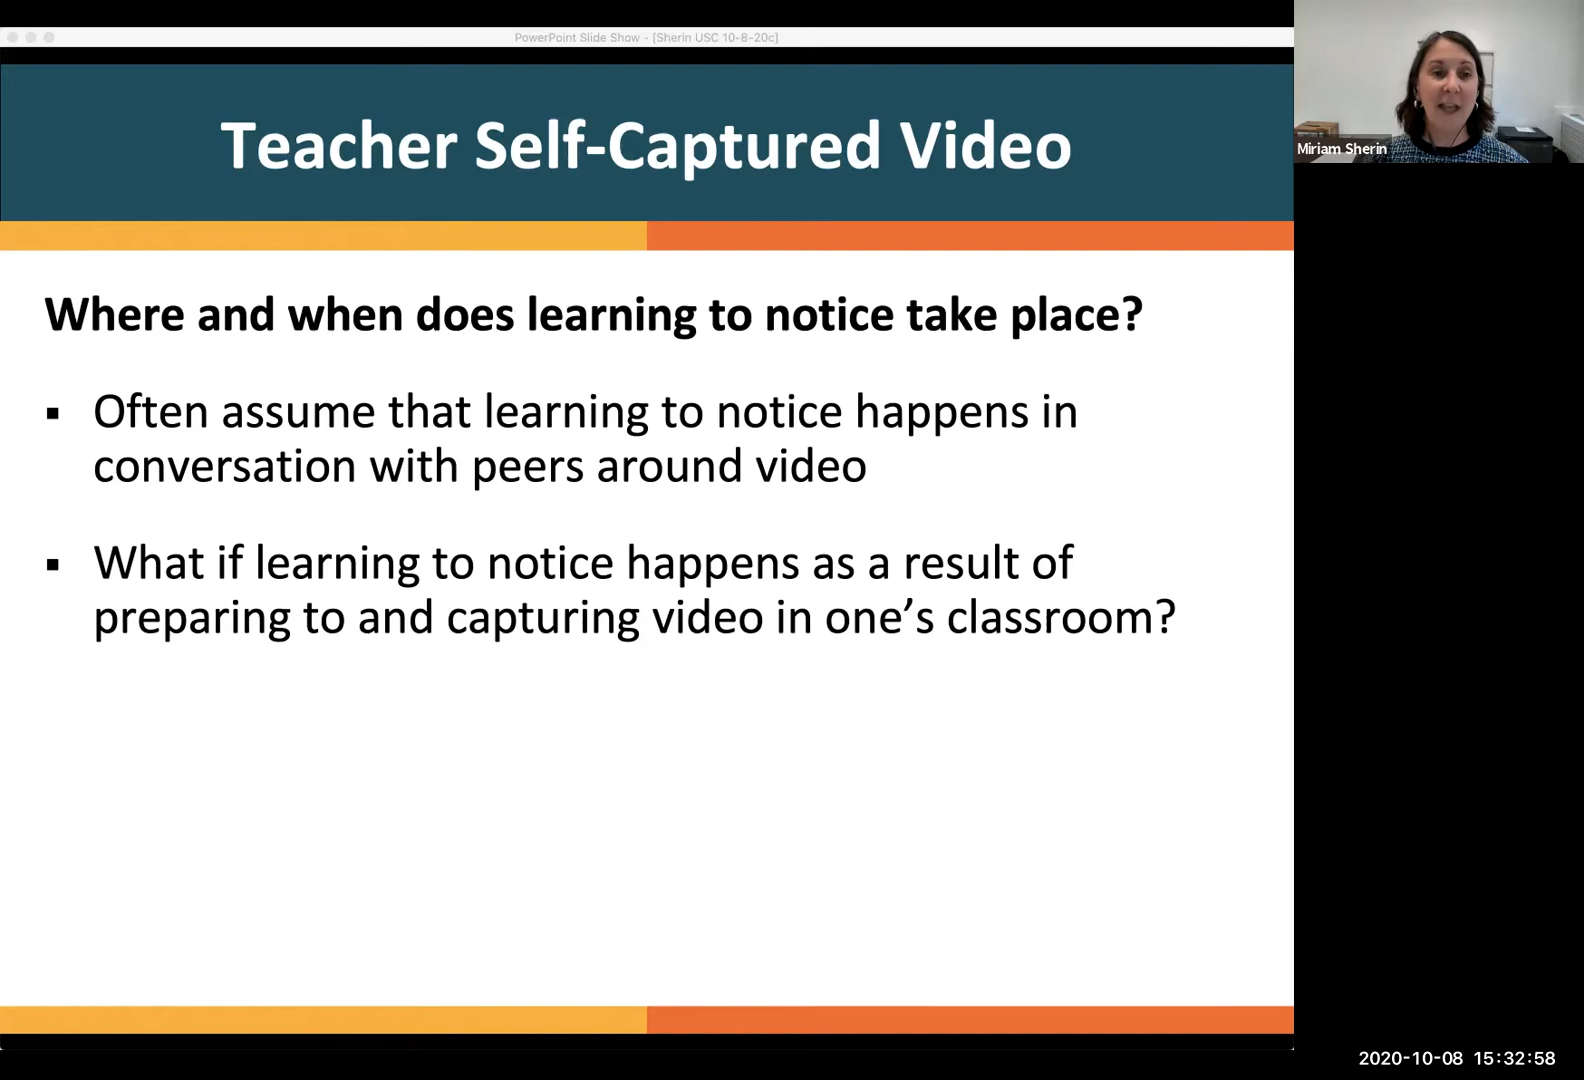 PowerPoint Slide Show - [Sherin USC 10-8-20c]
Teacher Self-Captured Video
Miriam Sherin
Where and when does learning to notice take place?
▪ Often assume that learning to notice happens in
conversation with peers around video
▪ What if learning to notice happens as a result of
preparing to and capturing video in one’s classroom?
2020-10-08 15:32:58